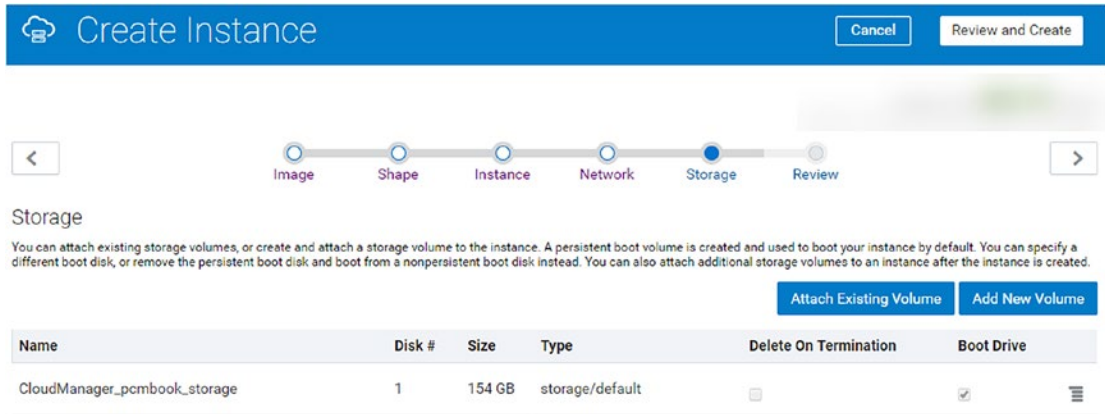 Create Instance
Cancel
Review and Create
Image
Shape
Instance
Network
Storage
Review
Storage
You can attach existing storage volumes, or create and attach a storage volume to the instance. A persistent boot volume is created and used to boot your instance by default. You can specify a
different boot disk, or remove the persistent boot disk and boot from a nonpersistent boot disk instead. You can also attach additional storage volumes to an instance after the instance is created.
Attach Existing Volume
Add New Volume
Name Disk # Size Type Delete On Termination Boot Drive
CloudManager_pcmbook_storage 1 154 GB storage/default